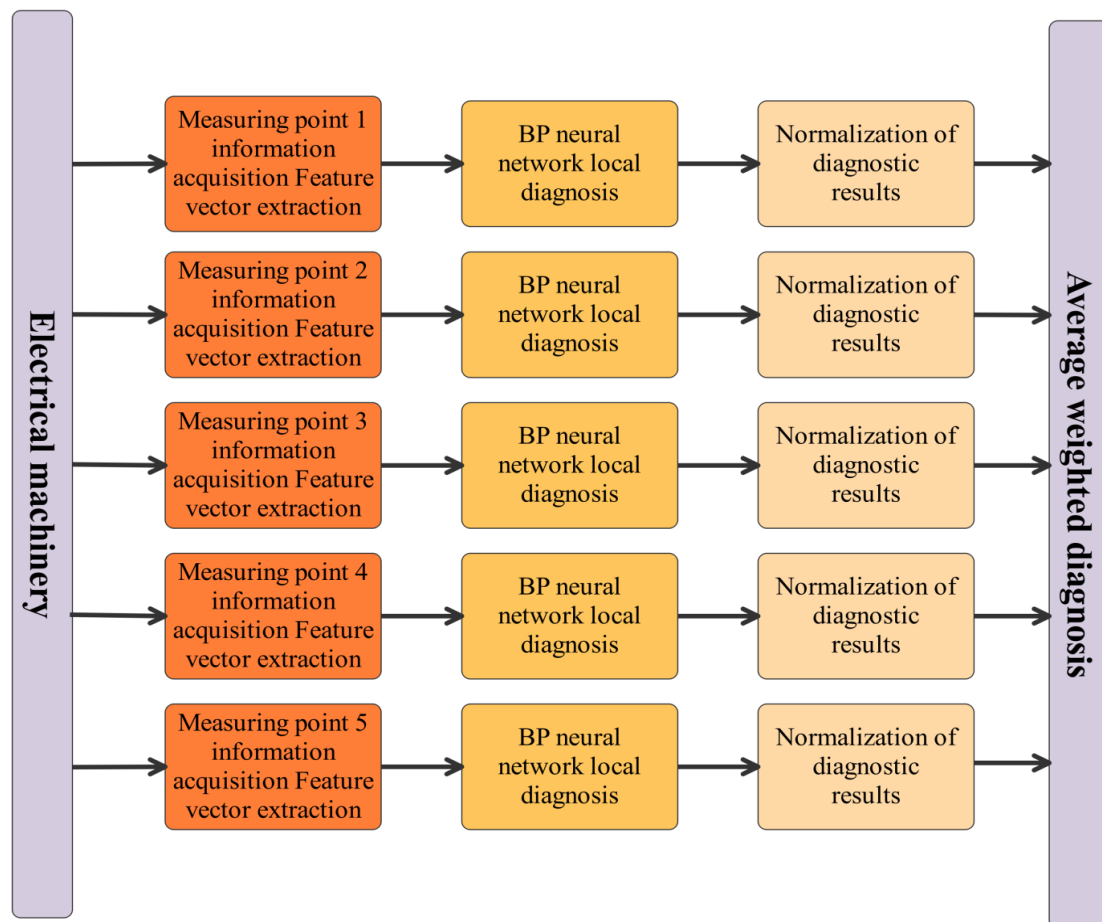 Electrical machinery
Measuring point 1
information
acquisition Feature
vector extraction
BP neural
network local
diagnosis
Normalization of
diagnostic
results
Measuring point 2
information
acquisition Feature
vector extraction
BP neural
network local
diagnosis
Normalization of
diagnostic
results
Measuring point 3
information
acquisition Feature
vector extraction
BP neural
network local
diagnosis
Normalization of
diagnostic
results
Measuring point 4
information
acquisition Feature
vector extraction
BP neural
network local
diagnosis
Normalization of
diagnostic
results
Measuring point 5
information
acquisition Feature
vector extraction
BP neural
network local
diagnosis
Normalization of
diagnostic
results
Average weighted diagnosis